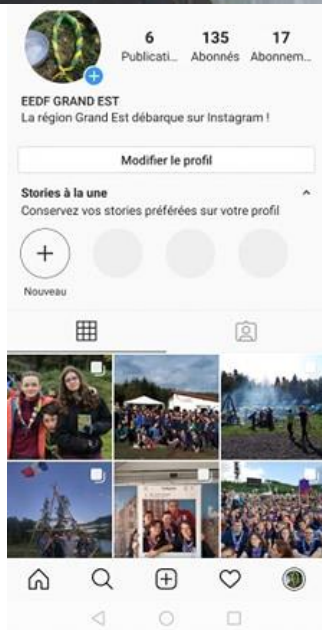 6 135 17
Publicati... Abonnés Abonnem...
EEDF GRAND EST
La région Grand Est débarque sur Instagram !
Modifier le profil
Stories à la une
Conservez vos stories préférées sur votre profil
Nouveau